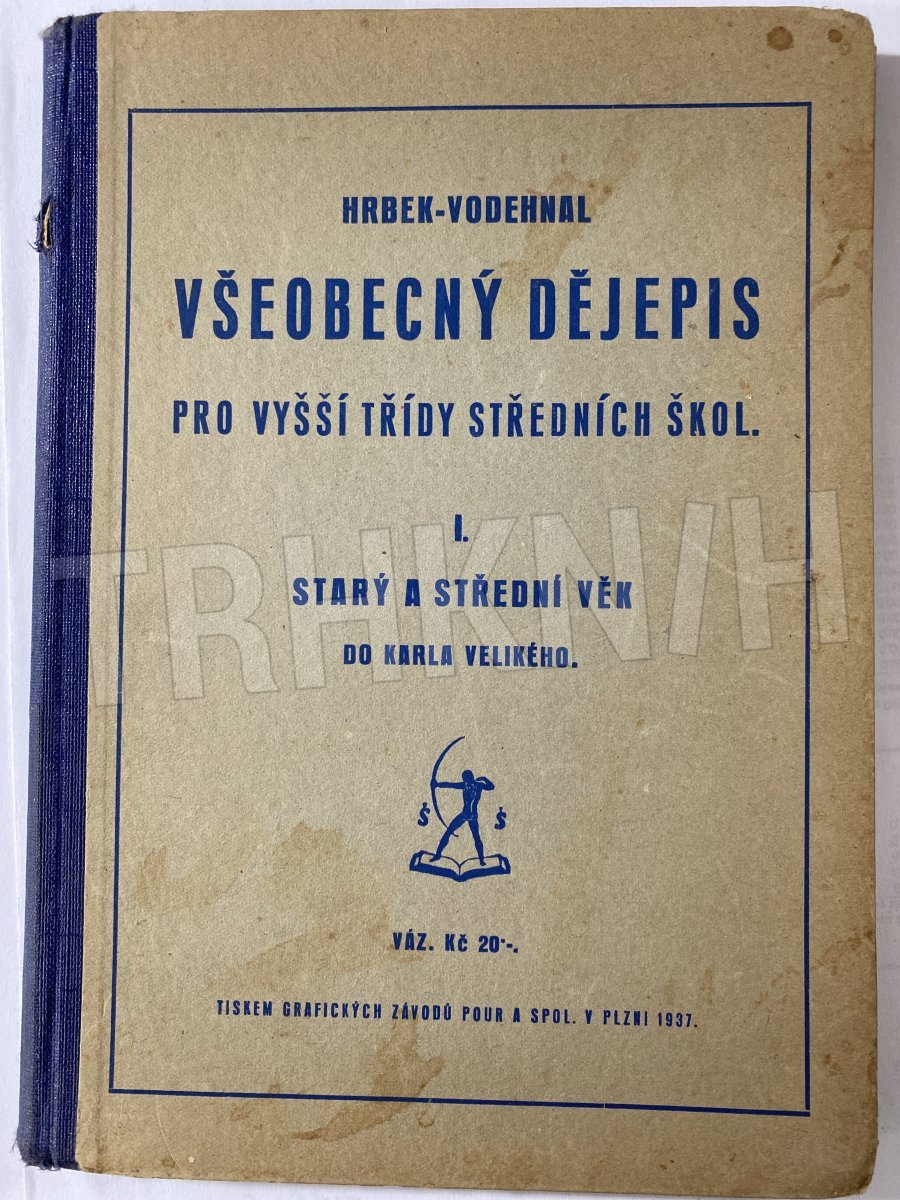 HRBEK-VODEHNAL
VŠEOBECNÝ DĚJEPIS
PRO VYŠŠÍ TŘÍDY STŘEDNÍCH ŠKOL.
I.
STARÝ A STŘEDNÍ VĚK
TRHKNIH
DO KARLA VELIKÉHO.
Š Š
VÁZ. Kč 20·-.
TISKEM GRAFICKÝCH ZÁVODŮ POUR A SPOL. V PLZNI 1937.